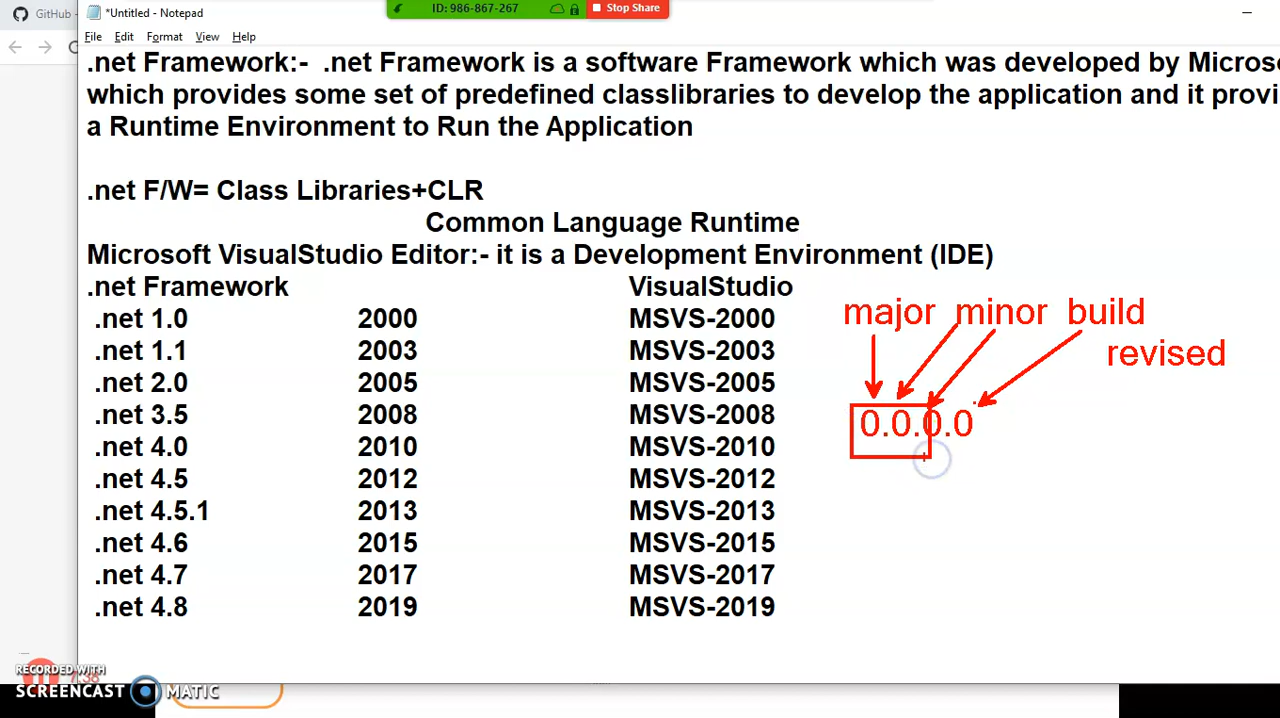 GitHub
*Untitled - Notepad
ID: 986-867-267
Stop Share
File Edit Format View Help
.net Framework:- .net Framework is a software Framework which was developed by Micros
which provides some set of predefined classlibraries to develop the application and it provi
a Runtime Environment to Run the Application
.net F/W= Class Libraries+CLR
Common Language Runtime
Microsoft VisualStudio Editor:- it is a Development Environment (IDE)
.net Framework VisualStudio
.net 1.0 2000 MSVS-2000
major minor build
.net 1.1 2003 MSVS-2003
revised
.net 2.0 2005 MSVS-2005
.net 3.5 2008 MSVS-2008
0.0.0.0
.net 4.0 2010 MSVS-2010
.net 4.5 2012 MSVS-2012
.net 4.5.1 2013 MSVS-2013
.net 4.6 2015 MSVS-2015
.net 4.7 2017 MSVS-2017
.net 4.8 2019 MSVS-2019
RECORDED WITH
SCREENCAST MATIC